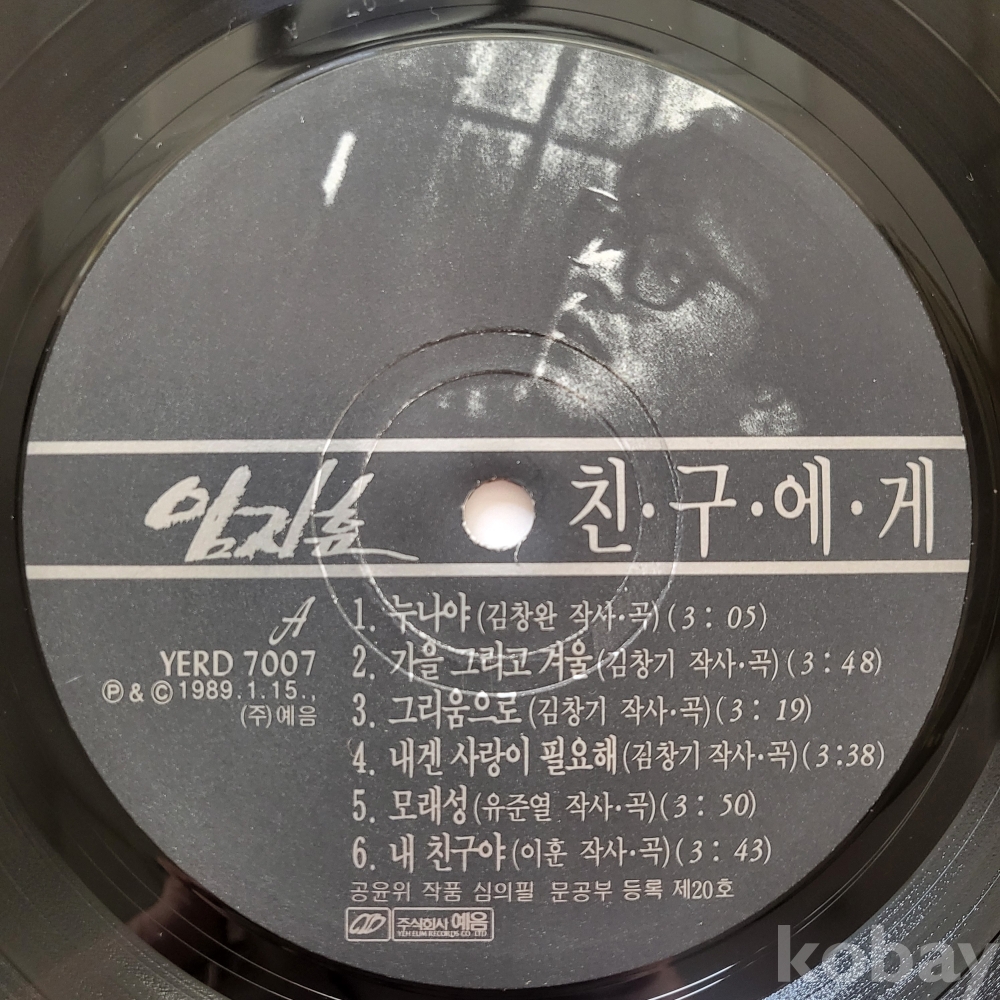 임지훈
친·구·에·게
A
YERD 7007
Ⓟ & © 1989.1.15.,
(주)예음
1. 누나야 (김창완 작사·곡) (3 : 05)
2. 가을 그리고 겨울 (김창기 작사·곡) (3 : 48)
3. 그리움으로 (김창기 작사·곡) (3 : 19)
4. 내겐 사랑이 필요해 (김창기 작사·곡) (3 : 38)
5. 모래성 (유준열 작사·곡) (3 : 50)
6. 내 친구야 (이훈 작사·곡) (3 : 43)
공윤위 작품 심의필 문공부 등록 제20호
주식회사 예음
YEH EUM RECORDS CO. LTD
kobay